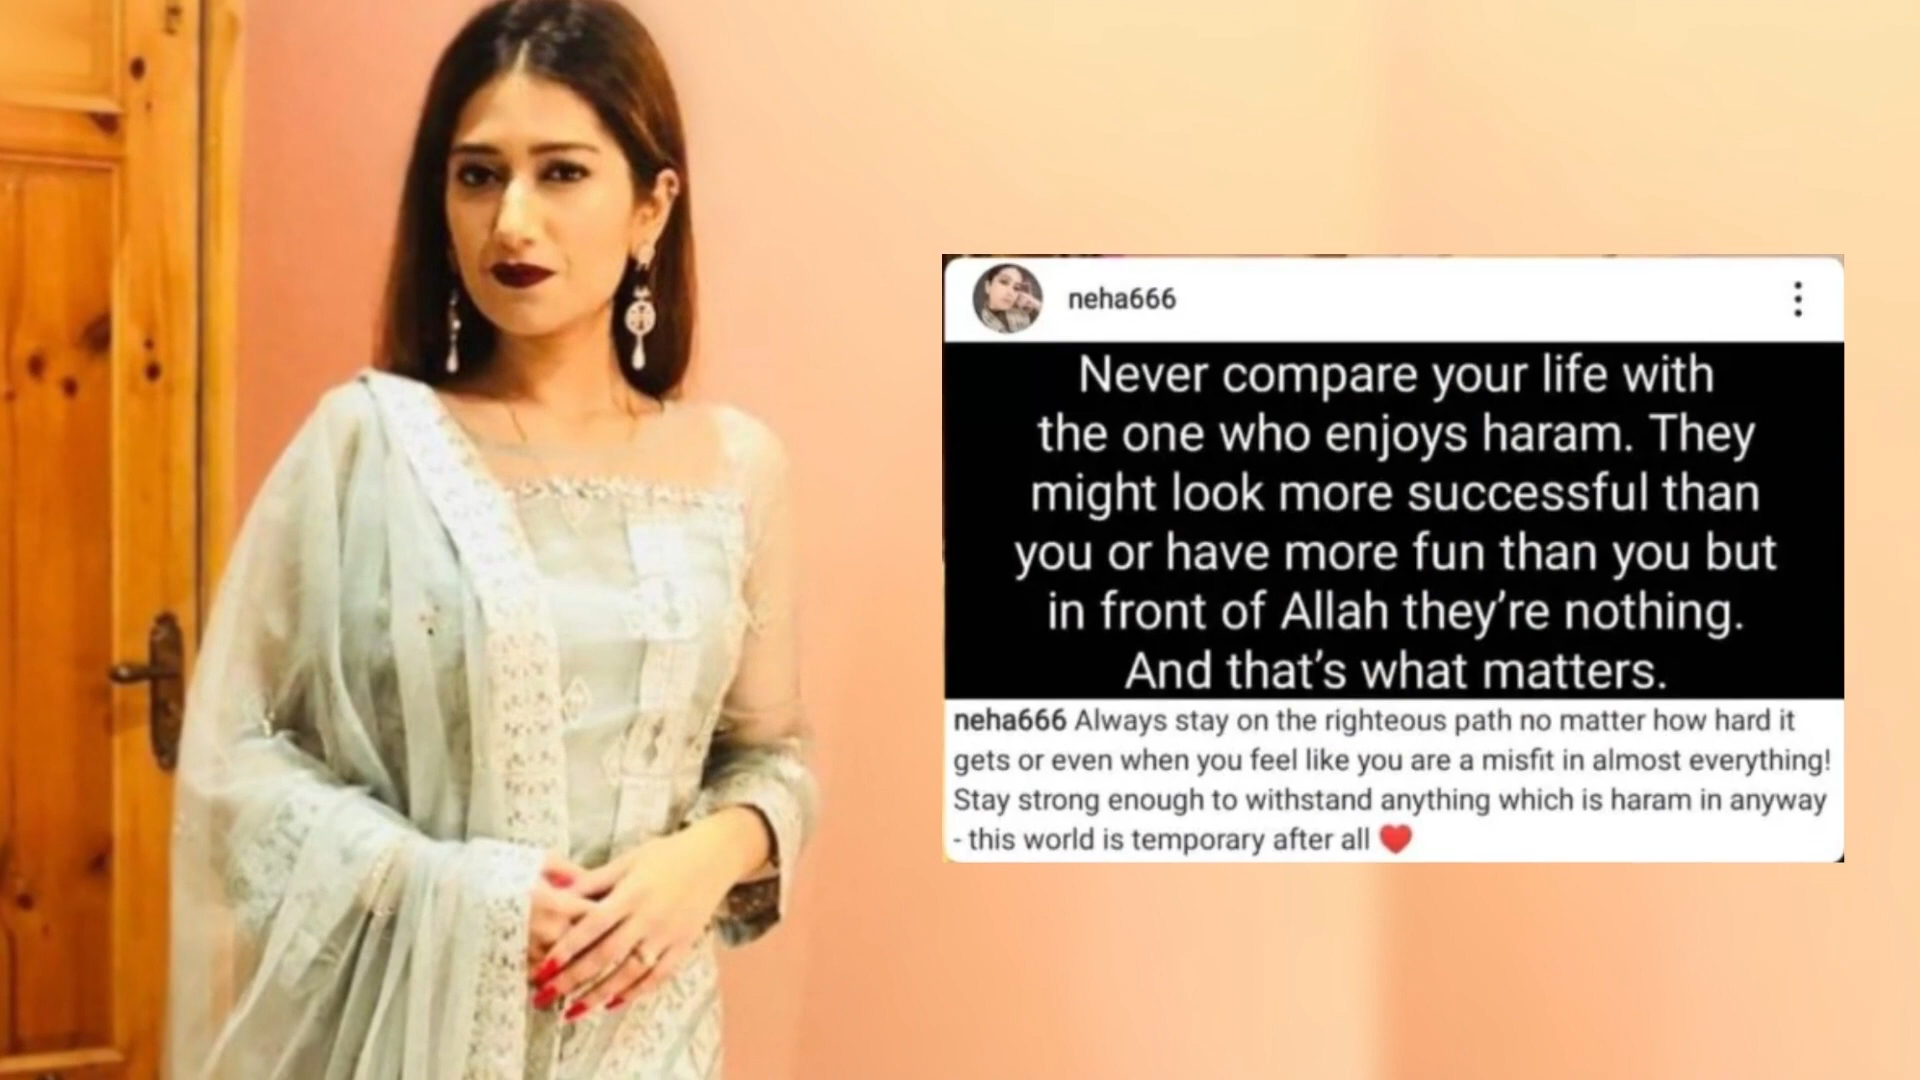 neha666
Never compare your life with
the one who enjoys haram. They
might look more successful than
you or have more fun than you but
in front of Allah they're nothing.
And that's what matters.
neha666 Always stay on the righteous path no matter how hard it
gets or even when you feel like you are a misfit in almost everything!
Stay strong enough to withstand anything which is haram in anyway
- this world is temporary after all ❤️